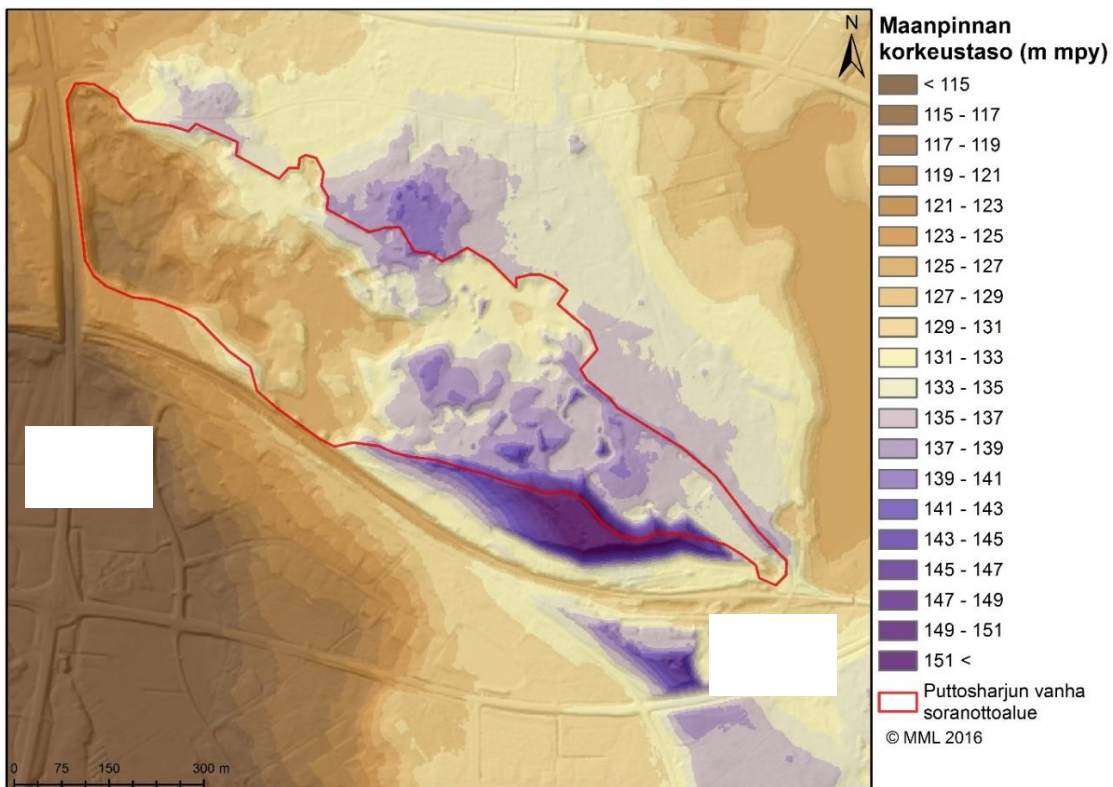 N
Maanpinnan
korkeustaso (m mpy)
< 115
115 - 117
117 - 119
119 - 121
121 - 123
123 - 125
125 - 127
127 - 129
129 - 131
131 - 133
133 - 135
135 - 137
137 - 139
139 - 141
141 - 143
143 - 145
145 - 147
147 - 149
149 - 151
151 <
Puttosharjun vanha
soranottoalue
© MML 2016
0 75 150 300 m